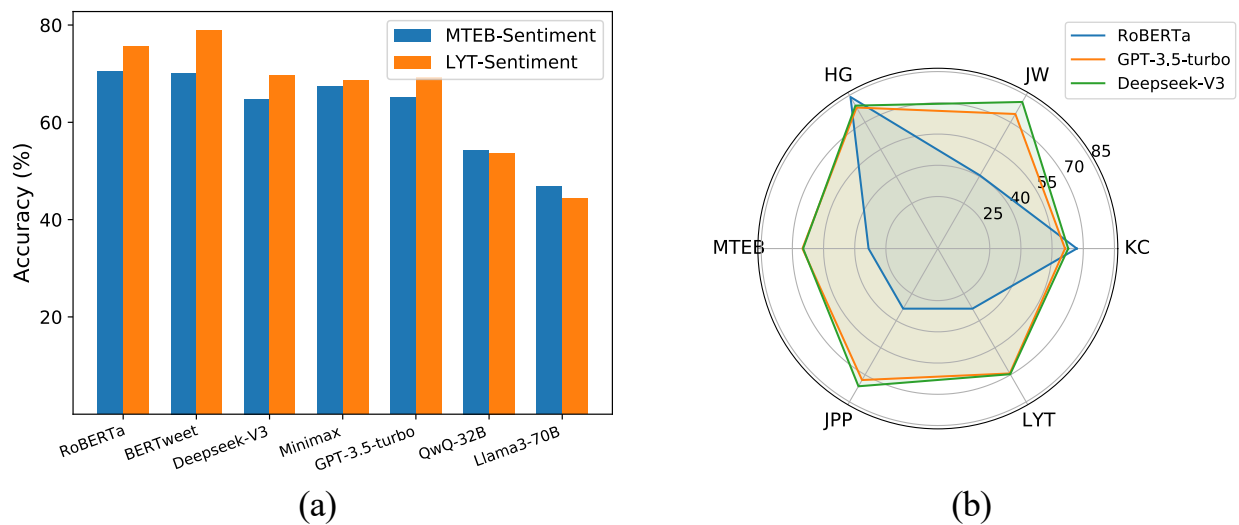 80
60
40
20
Accuracy (%)
MTEB-Sentiment
LYT-Sentiment
RoBERTa
BERTweet
Deepseek-V3
Minimax
GPT-3.5-turbo
QwQ-32B
Llama3-70B
(a)
RoBERTa
GPT-3.5-turbo
Deepseek-V3
HG
JW
85
70
55
40
25
MTEB
KC
JPP
LYT
(b)